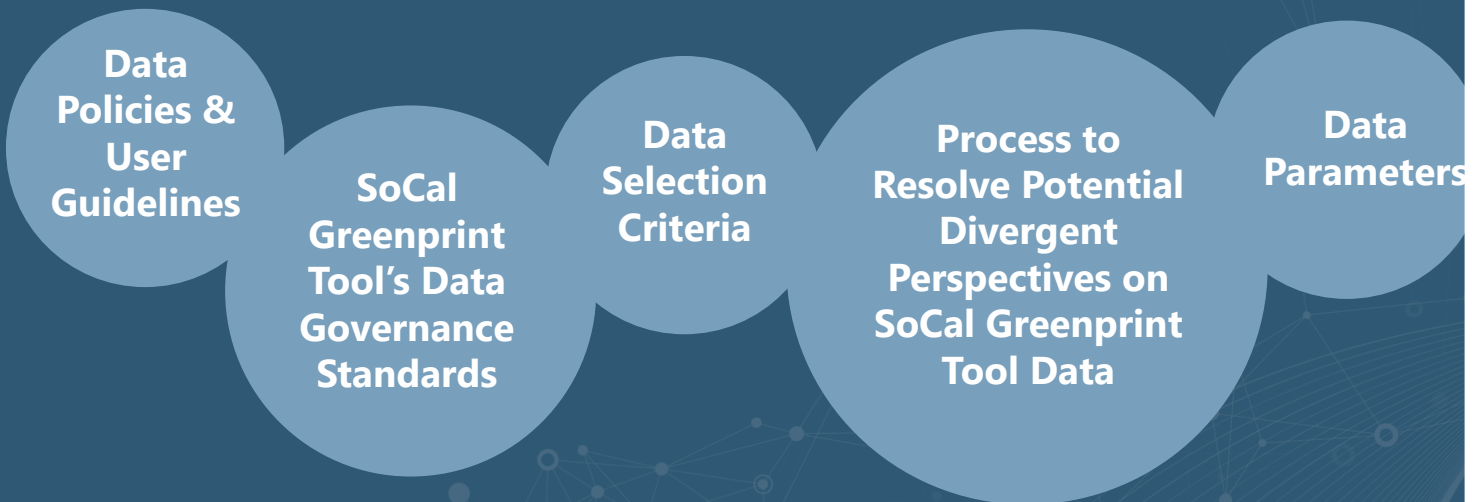 Data
Policies &
User
Guidelines
SoCal
Greenprint
Tool’s Data
Governance
Standards
Data
Selection
Criteria
Process to
Resolve Potential
Divergent
Perspectives on
SoCal Greenprint
Tool Data
Data
Parameters